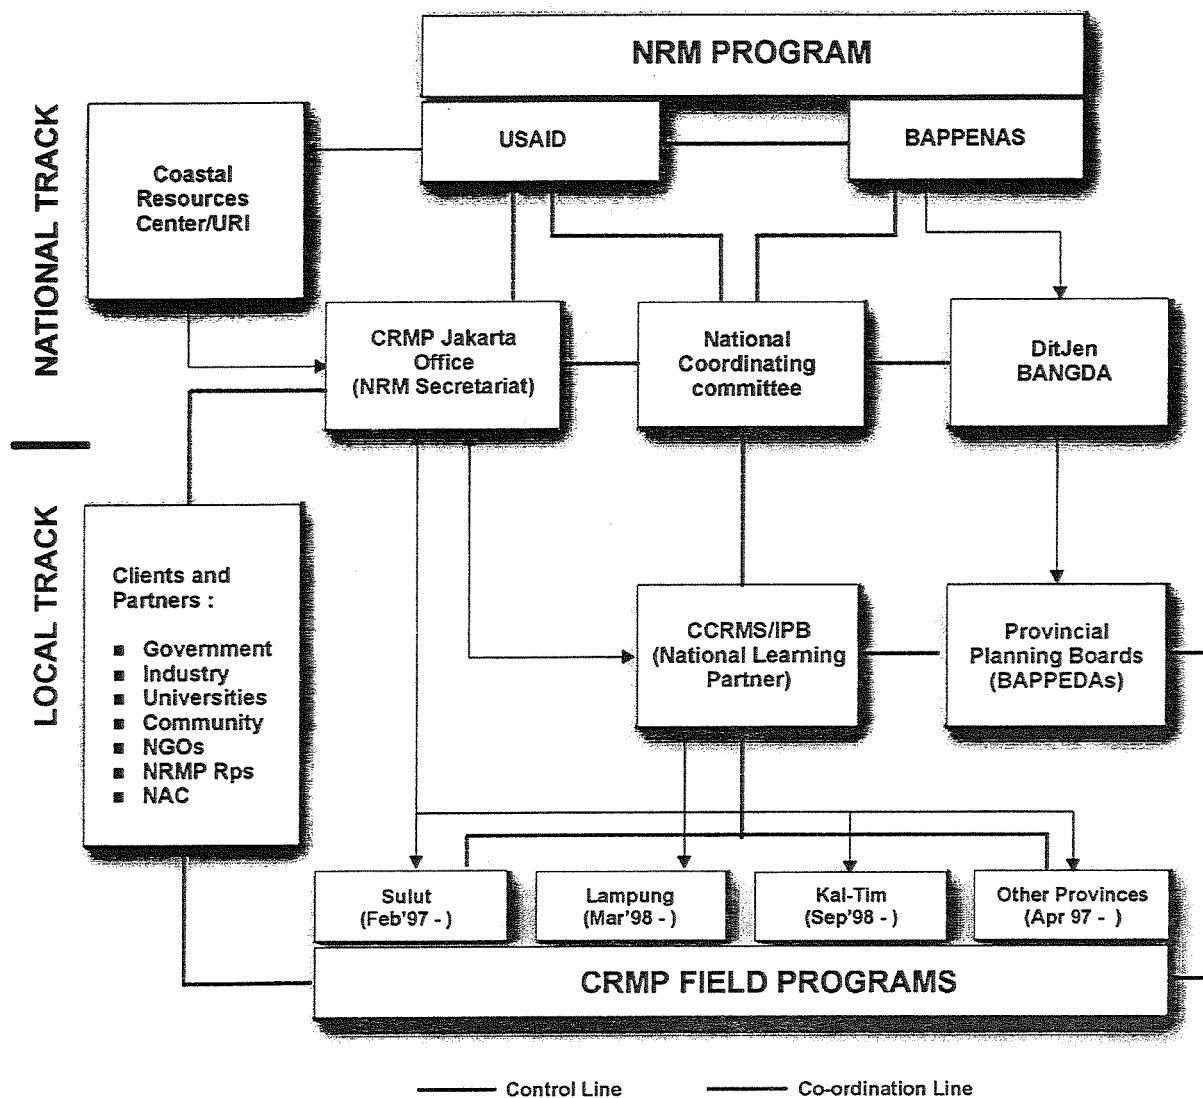 NRM PROGRAM
USAID
BAPPENAS
NATIONAL TRACK
Coastal
Resources
Center/URI
CRMP Jakarta
Office
(NRM Secretariat)
National
Coordinating
committee
DitJen
BANGDA
LOCAL TRACK
Clients and
Partners :
■ Government
■ Industry
■ Universities
■ Community
■ NGOs
■ NRMP Rps
■ NAC
CCRMS/IPB
(National Learning
Partner)
Provincial
Planning Boards
(BAPPEDAs)
Sulut
(Feb'97 - )
Lampung
(Mar'98 - )
Kal-Tim
(Sep'98 - )
Other Provinces
(Apr 97 - )
CRMP FIELD PROGRAMS
Control Line
Co-ordination Line